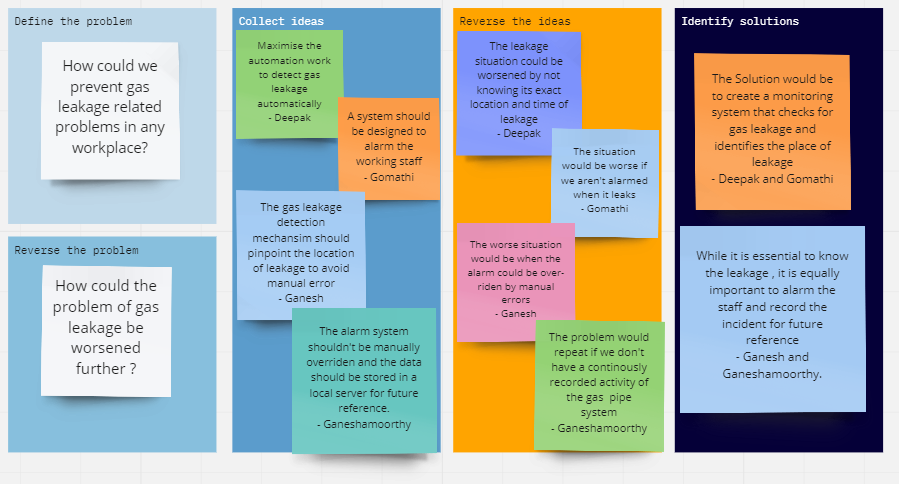 Define the problem
How could we
prevent gas
leakage related
problems in any
workplace?
Reverse the problem
How could the
problem of gas
leakage be
worsened
further ?
Collect ideas
Maximise the
automation work
to detect gas
leakage
automatically
- Deepak
A system should
be designed to
alarm the
working staff
- Gomathi
The gas leakage
detection
mechansim should
pinpoint the location
of leakage to avoid
manual error
- Ganesh
The alarm system
shouldn't be manually
overriden and the data
should be stored in a
local server for future
reference.
- Ganeshamoorthy
Reverse the ideas
The leakage
situation could be
worsened by not
knowing its exact
location and time of
leakage
- Deepak
The situation
would be worse if
we aren't alarmed
when it leaks
- Gomathi
The worse situation
would be when the
alarm could be over-
riden by manual
errors
- Ganesh
The problem would
repeat if we don't
have a continously
recorded activity of
the gas pipe
system
- Ganeshamoorthy
Identify solutions
The Solution would be
to create a monitoring
system that checks for
gas leakage and
identifies the place of
leakage
- Deepak and Gomathi
While it is essential to know
the leakage , it is equally
important to alarm the
staff and record the
incident for future
reference
- Ganesh and
Ganeshamoorthy.